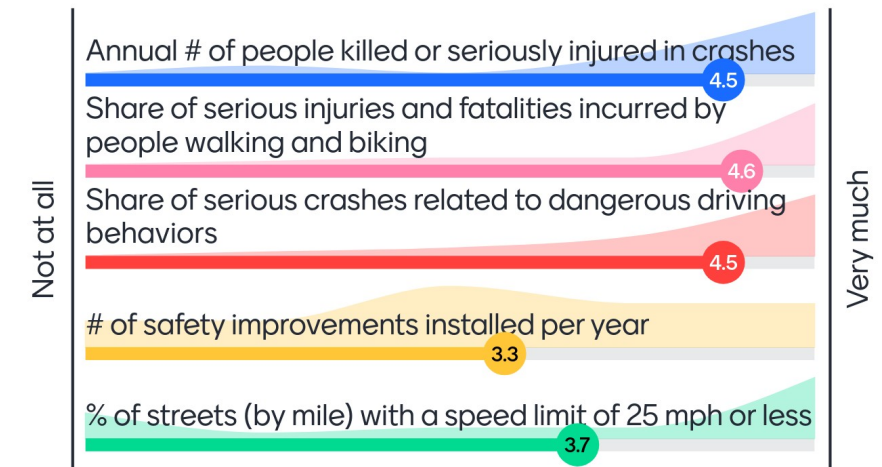 Annual # of people killed or seriously injured in crashes
4.5
Share of serious injuries and fatalities incurred by
people walking and biking
4.6
Share of serious crashes related to dangerous driving
behaviors
4.5
# of safety improvements installed per year
3.3
% of streets (by mile) with a speed limit of 25 mph or less
3.7
Not at all
Very much